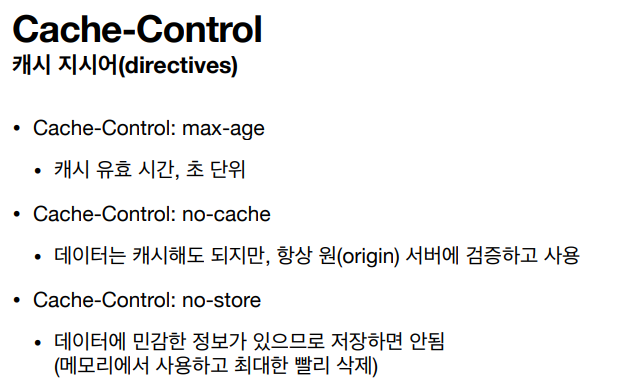 Cache-Control
캐시 지시어(directives)
• Cache-Control: max-age
• 캐시 유효 시간, 초 단위
• Cache-Control: no-cache
• 데이터는 캐시해도 되지만, 항상 원(origin) 서버에 검증하고 사용
• Cache-Control: no-store
• 데이터에 민감한 정보가 있으므로 저장하면 안됨
(메모리에서 사용하고 최대한 빨리 삭제)